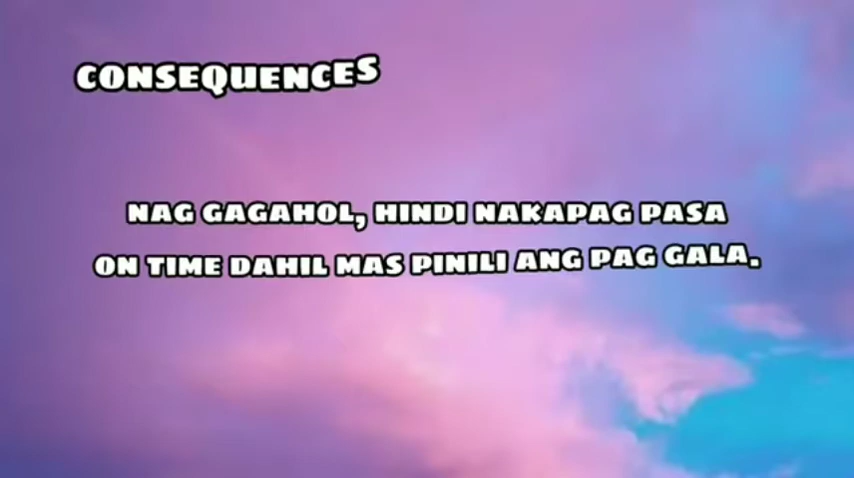 CONSEQUENCES
NAG GAGAHOL, HINDI NAKAPAG PASA
ON TIME DAHIL MAS PINILI ANG PAG GALA.